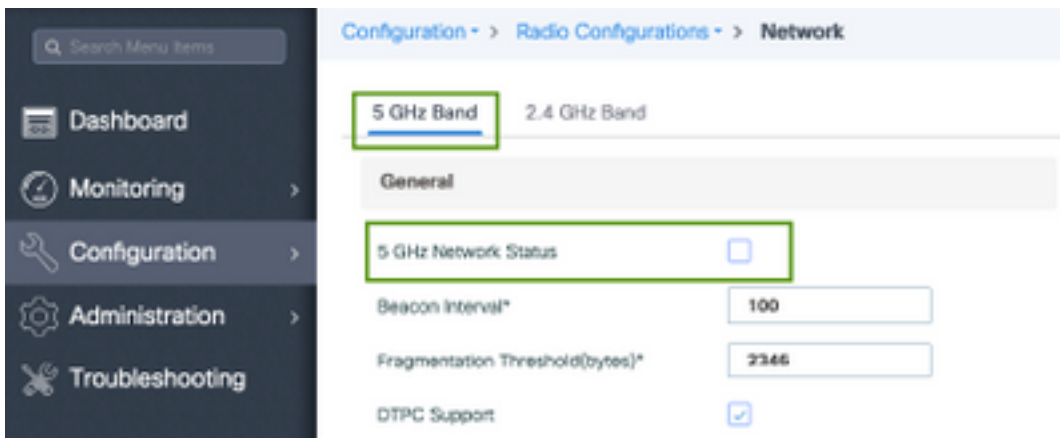 Search Menu Items
Dashboard
Monitoring
Configuration
Administration
Troubleshooting
Configuration > Radio Configurations > Network
5 GHz Band 2.4 GHz Band
General
5 GHz Network Status
Beacon Interval* 100
Fragmentation Threshold(bytes)* 2346
DTPC Support